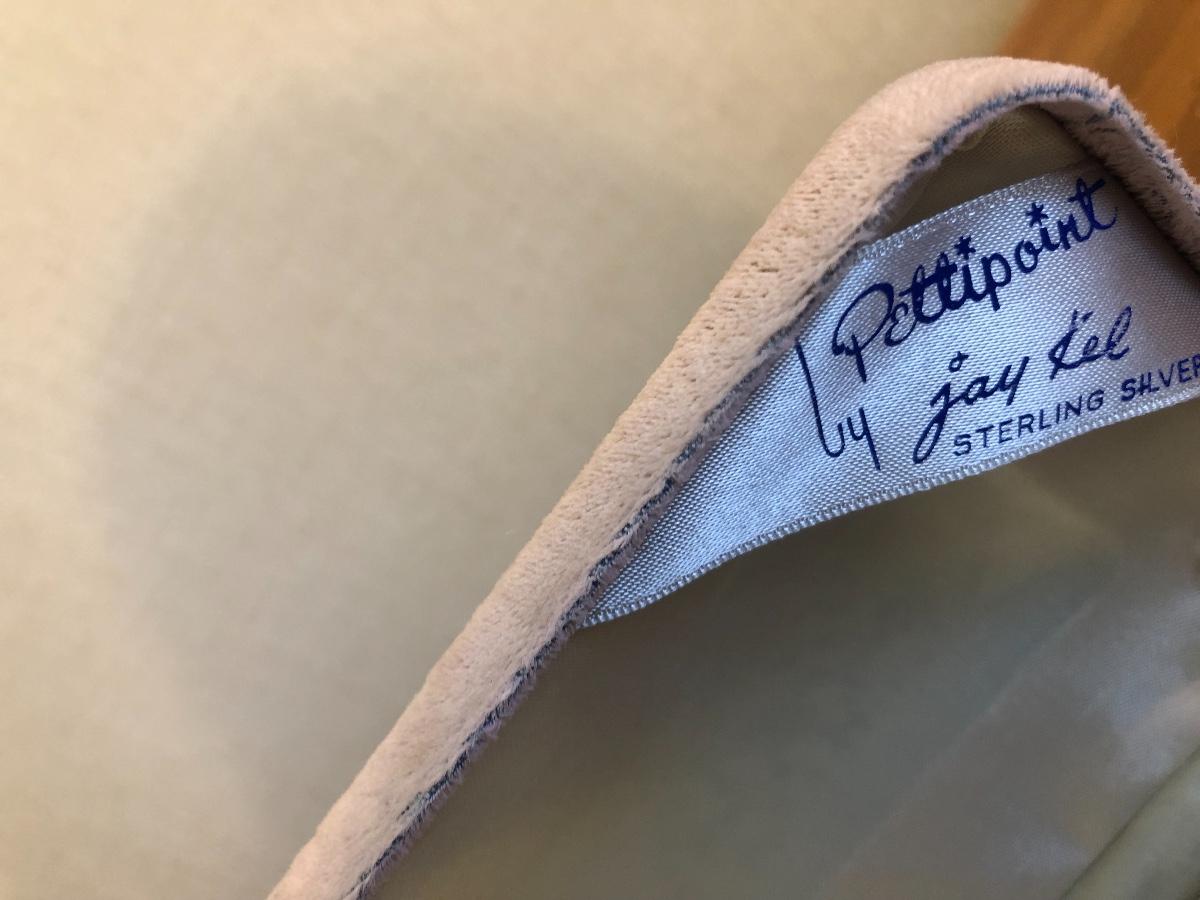 Pettipoint
by jay Kel
STERLING SILVER